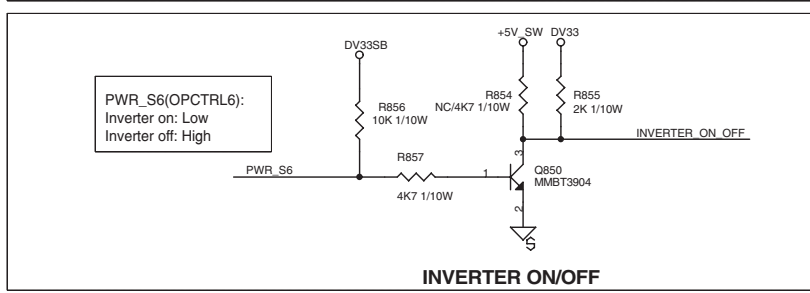 +5V_SW DV33
DV33SB
PWR_S6(OPCTRL6):
Inverter on: Low
Inverter off: High
R856
10K 1/10W
R854
NC/4K7 1/10W
R855
2K 1/10W
INVERTER_ON_OFF
PWR_S6
R857
4K7 1/10W
1
3
2
Q850
MMBT3904
S
INVERTER ON/OFF